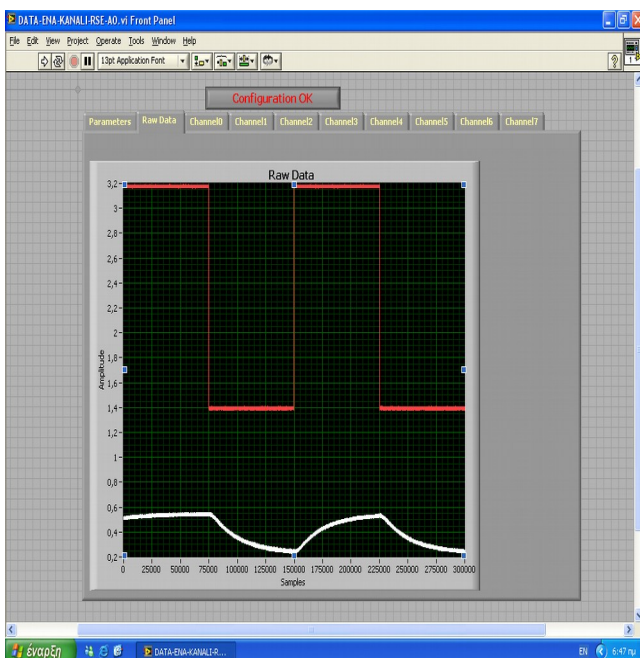 DATA-ENA-KANALI-RSE-AO.vi Front Panel
File Edit View Project Operate Tools Window Help
13pt Application Font
Configuration OK
Parameters Raw Data Channel0 Channel1 Channel2 Channel3 Channel4 Channel5 Channel6 Channel7
Raw Data
Amplitude
3,2
3
2,8
2,6
2,4
2,2
2
1,8
1,6
1,4
1,2
1
0,8
0,6
0,4
0,2
0 25000 50000 75000 100000 125000 150000 175000 200000 225000 250000 275000 300000
Samples
έναρξη DATA-ENA-KANALI-R... EN 6:47 πμ